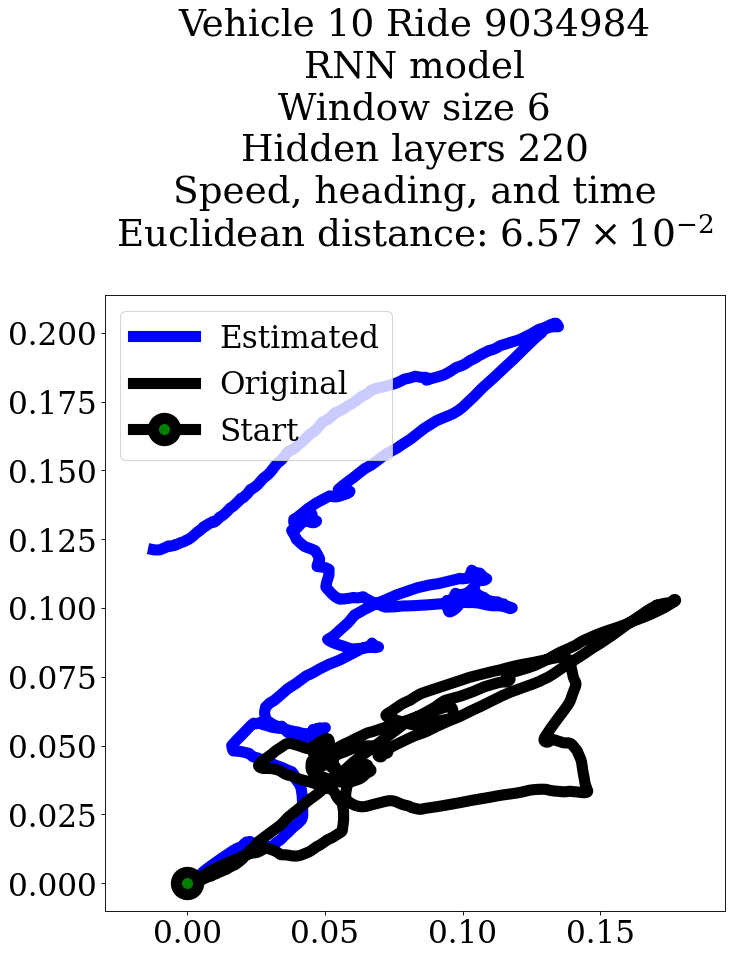 Vehicle 10 Ride 9034984
RNN model
Window size 6
Hidden layers 220
Speed, heading, and time
Euclidean distance: 6.57 × 10⁻²
Estimated
Original
Start
0.200
0.175
0.150
0.125
0.100
0.075
0.050
0.025
0.000
0.00 0.05 0.10 0.15